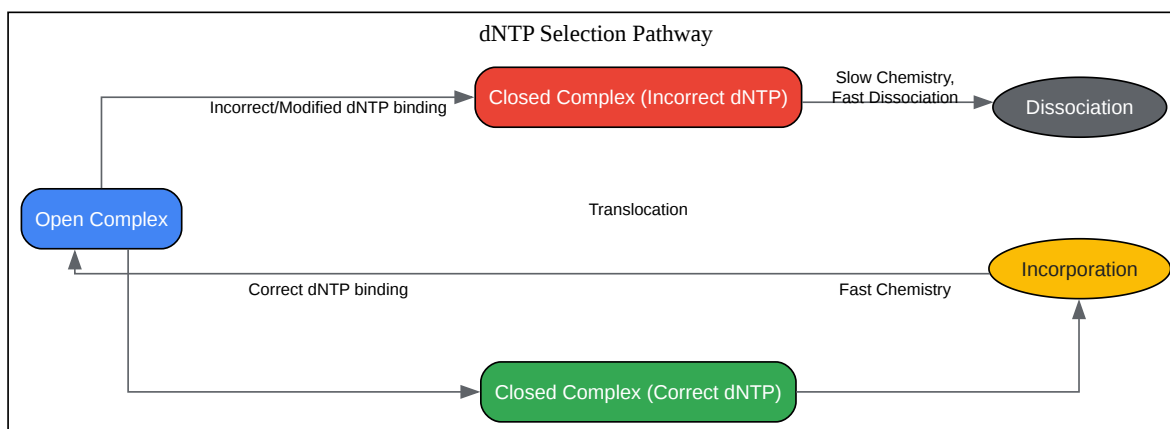 dNTP Selection Pathway
Slow Chemistry,
Fast Dissociation
Closed Complex (Incorrect dNTP)
Dissociation
Incorrect/Modified dNTP binding
Translocation
Open Complex
Incorporation
Correct dNTP binding
Fast Chemistry
Closed Complex (Correct dNTP)